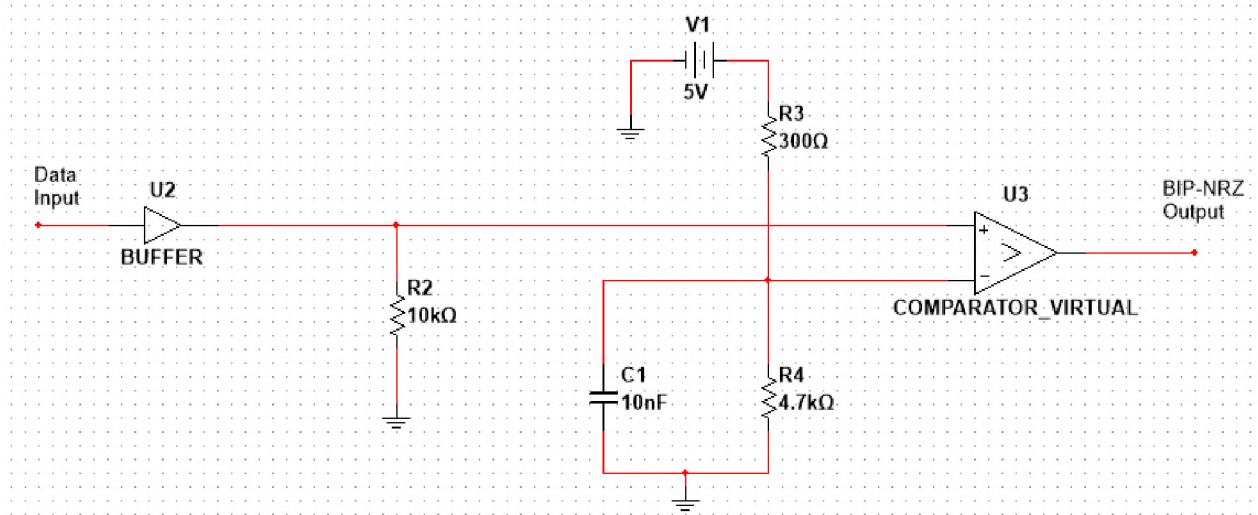 V1
5V
R3
300Ω
Data
Input
U2
BUFFER
R2
10kΩ
U3
+
>
−
COMPARATOR_VIRTUAL
BIP-NRZ
Output
C1
10nF
R4
4.7kΩ